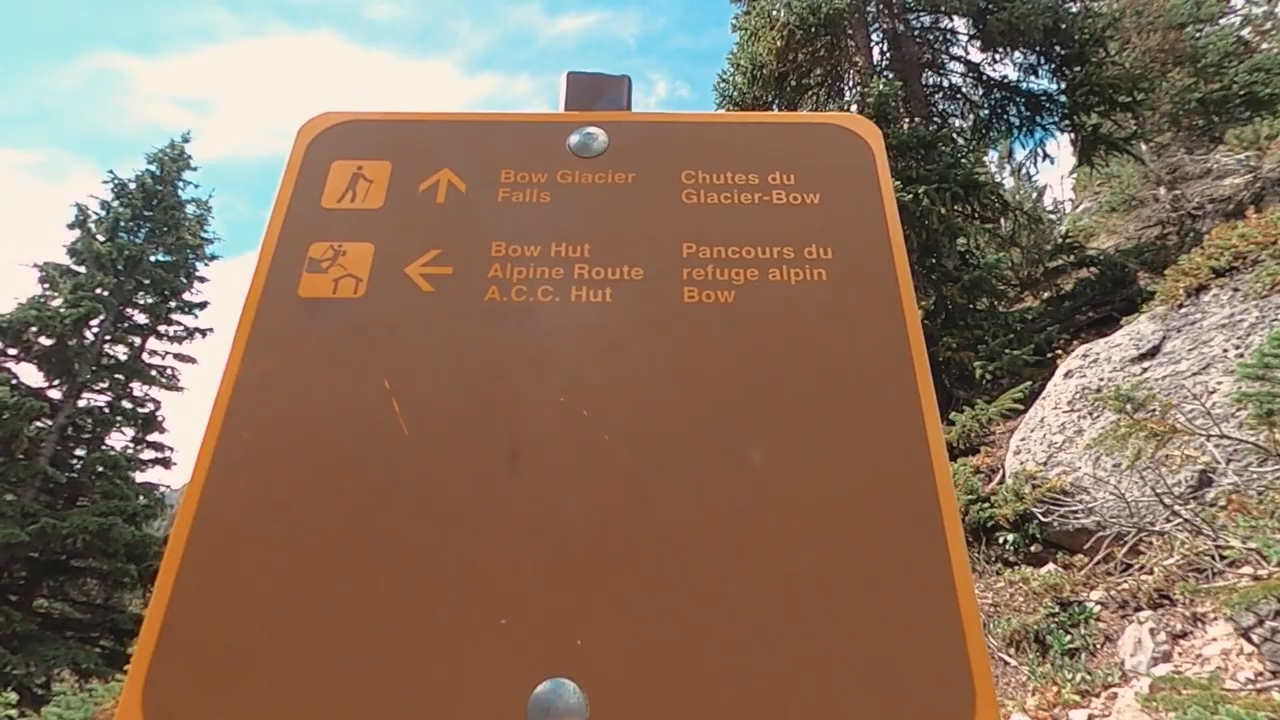 Bow Glacier
Falls
Chutes du
Glacier-Bow
Bow Hut
Alpine Route
A.C.C. Hut
Pancours du
refuge alpin
Bow